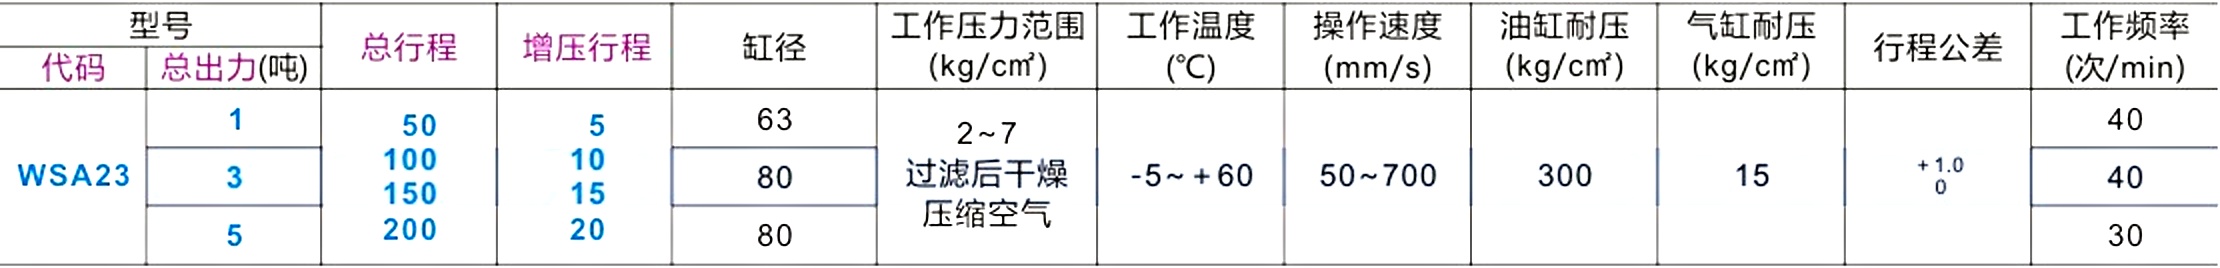 型号 总行程 增压行程 缸径 工作压力范围 工作温度 操作速度 油缸耐压 气缸耐压 行程公差 工作频率
代码 总出力(吨) (kg/c㎡) (℃) (mm/s) (kg/c㎡) (kg/c㎡) (次/min)
WSA23 1 50 5 63 2~7 -5~+60 50~700 300 15 +1.0 40
3 100 10 80 过滤后干燥 0 40
150 15
5 200 20 80 压缩空气 30